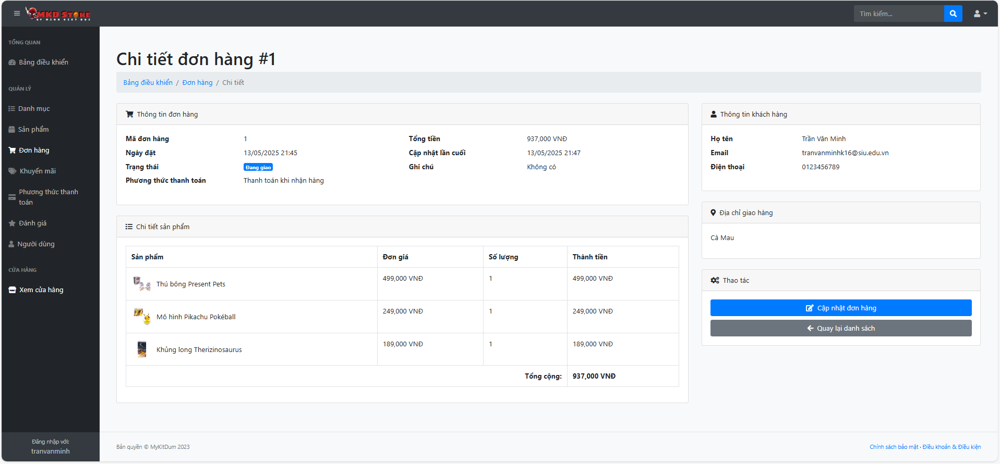 MKD STORE
BY MINH KIET DUC
Tìm kiếm...
TỔNG QUAN
Bảng điều khiển
QUẢN LÝ
Danh mục
Sản phẩm
Đơn hàng
Khuyến mãi
Phương thức thanh
toán
Đánh giá
Người dùng
CỬA HÀNG
Xem cửa hàng
Đăng nhập với:
tranvanminh
Chi tiết đơn hàng #1
Bảng điều khiển / Đơn hàng / Chi tiết
Thông tin đơn hàng
Mã đơn hàng 1 Tổng tiền 937,000 VNĐ
Ngày đặt 13/05/2025 21:45 Cập nhật lần cuối 13/05/2025 21:47
Trạng thái Đang giao Ghi chú Không có
Phương thức thanh toán Thanh toán khi nhận hàng
Chi tiết sản phẩm
Sản phẩm Đơn giá Số lượng Thành tiền
Thú bông Present Pets 499,000 VNĐ 1 499,000 VNĐ
Mô hình Pikachu Pokéball 249,000 VNĐ 1 249,000 VNĐ
Khủng long Therizinosaurus 189,000 VNĐ 1 189,000 VNĐ
Tổng cộng: 937,000 VNĐ
Thông tin khách hàng
Họ tên Trần Văn Minh
Email tranvanminhk16@siu.edu.vn
Điện thoại 0123456789
Địa chỉ giao hàng
Cà Mau
Thao tác
Cập nhật đơn hàng
Quay lại danh sách
Bản quyền © MyKitDum 2023
Chính sách bảo mật · Điều khoản & Điều kiện